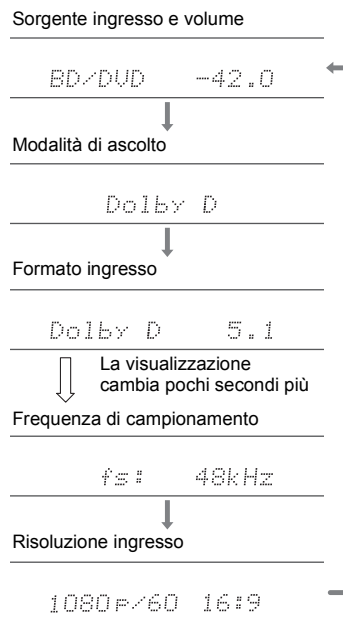 Sorgente ingresso e volume
BD/DVD -42.0
Modalità di ascolto
Dolby D
Formato ingresso
Dolby D 5.1
La visualizzazione
cambia pochi secondi più
Frequenza di campionamento
fs: 48kHz
Risoluzione ingresso
1080p/60 16:9